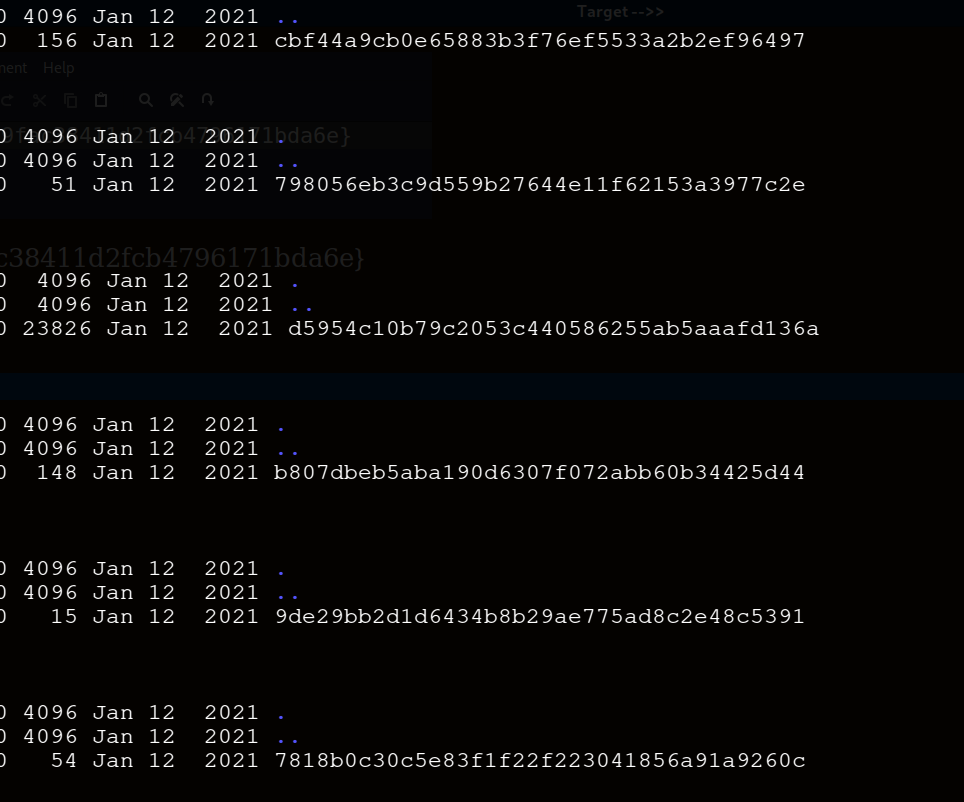 0 4096 Jan 12  2021 ..
Target -->>
0  156 Jan 12  2021 cbf44a9cb0e65883b3f76ef5533a2b2ef96497
Help
0 4096 Jan 12  2021 .
0 4096 Jan 12  2021 ..
0   51 Jan 12  2021 798056eb3c9d559b27644e11f62153a3977c2e
c38411d2fcb4796171bda6e}
0  4096 Jan 12  2021 .
0  4096 Jan 12  2021 ..
0 23826 Jan 12  2021 d5954c10b79c2053c440586255ab5aaafd136a
0 4096 Jan 12  2021 .
0 4096 Jan 12  2021 ..
0  148 Jan 12  2021 b807dbeb5aba190d6307f072abb60b34425d44
0 4096 Jan 12  2021 .
0 4096 Jan 12  2021 ..
0   15 Jan 12  2021 9de29bb2d1d6434b8b29ae775ad8c2e48c5391
0 4096 Jan 12  2021 .
0 4096 Jan 12  2021 ..
0   54 Jan 12  2021 7818b0c30c5e83f1f22f223041856a91a9260c